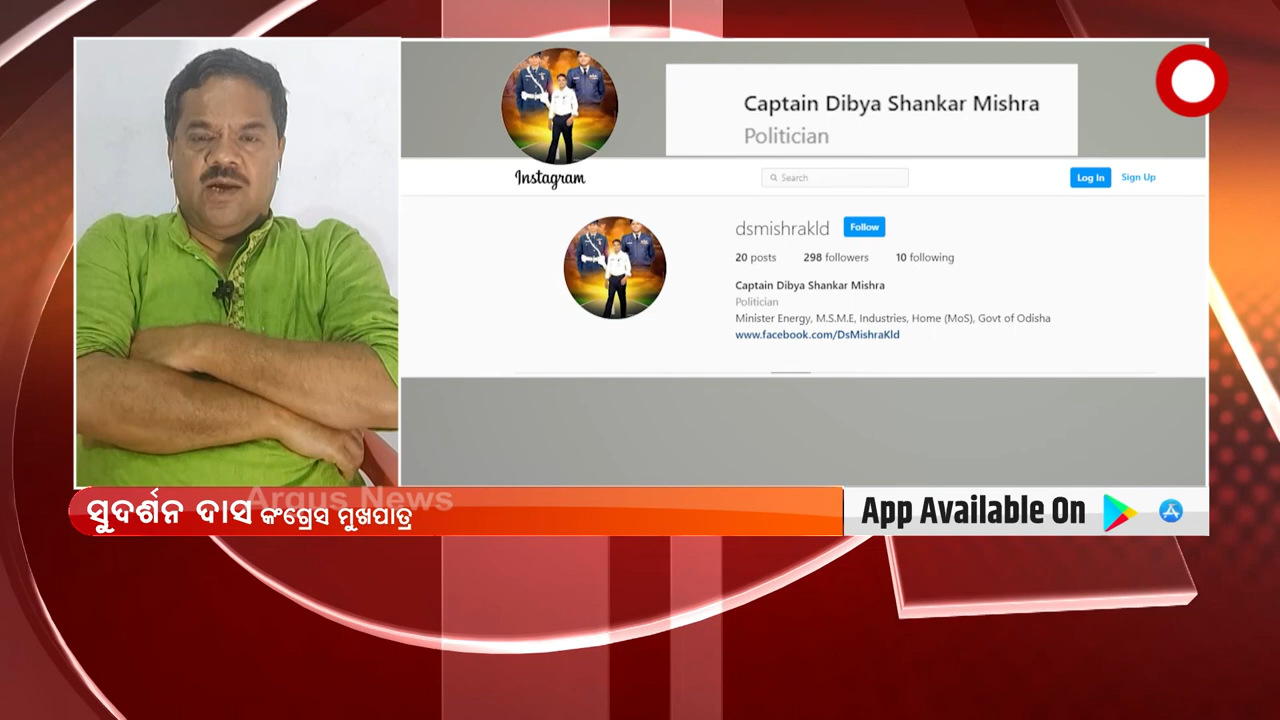 Captain Dibya Shankar Mishra
Politician
Instagram
Search
Log In
Sign Up
dsmishrakld
Follow
20 posts 298 followers 10 following
Captain Dibya Shankar Mishra
Politician
Minister Energy, M.S.M.E, Industries, Home (MoS), Govt of Odisha
www.facebook.com/DsMishraKld
Argus News
ସୁଦର୍ଶନ ଦାସ କଂଗ୍ରେସ ମୁଖପାତ୍ର
App Available On